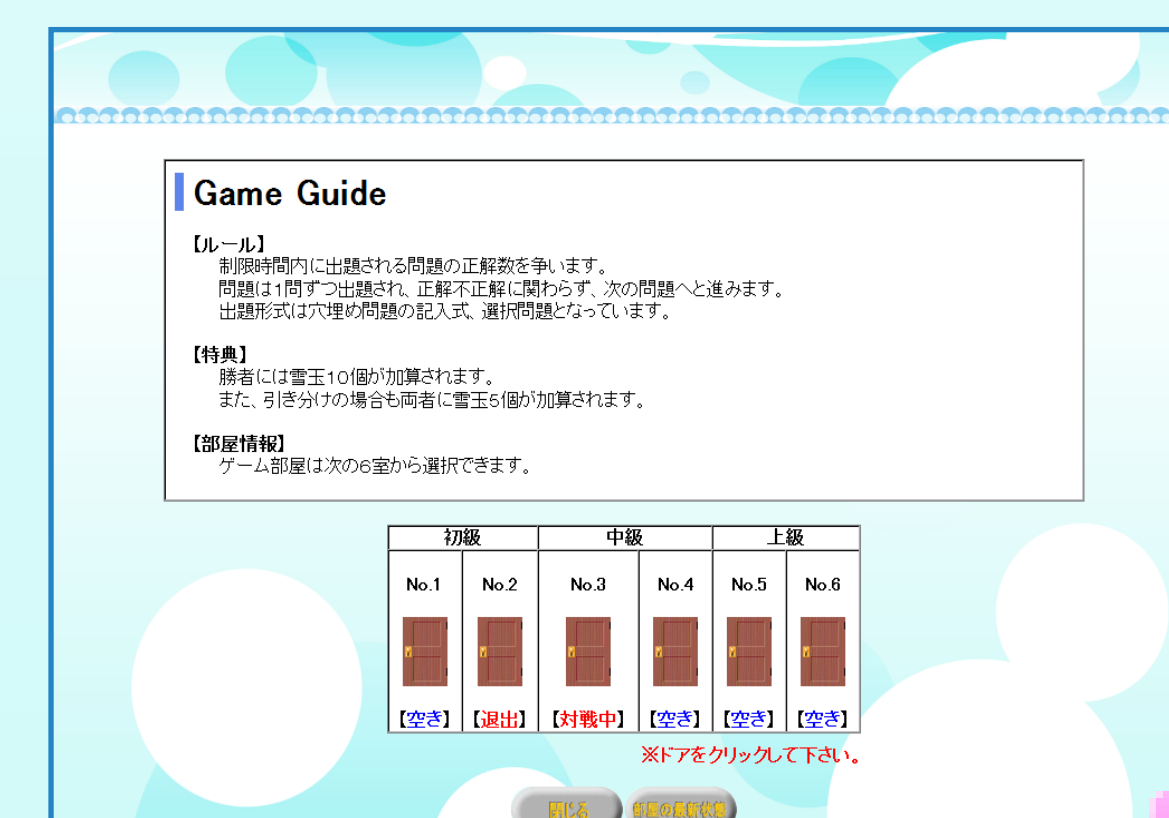 Game Guide
【ルール】
制限時間内に出題される問題の正解数を争います。
問題は1問ずつ出題され、正解不正解に関わらず、次の問題へと進みます。
出題形式は穴埋め問題の記入式、選択問題となっています。
【特典】
勝者には雪玉10個が加算されます。
また、引き分けの場合も両者に雪玉5個が加算されます。
【部屋情報】
ゲーム部屋は次の6室から選択できます。
初級 中級 上級
No.1 No.2 No.3 No.4 No.5 No.6
【空き】 【退出】 【対戦中】 【空き】 【空き】 【空き】
※ドアをクリックして下さい。
閉じる 部屋の最新状態